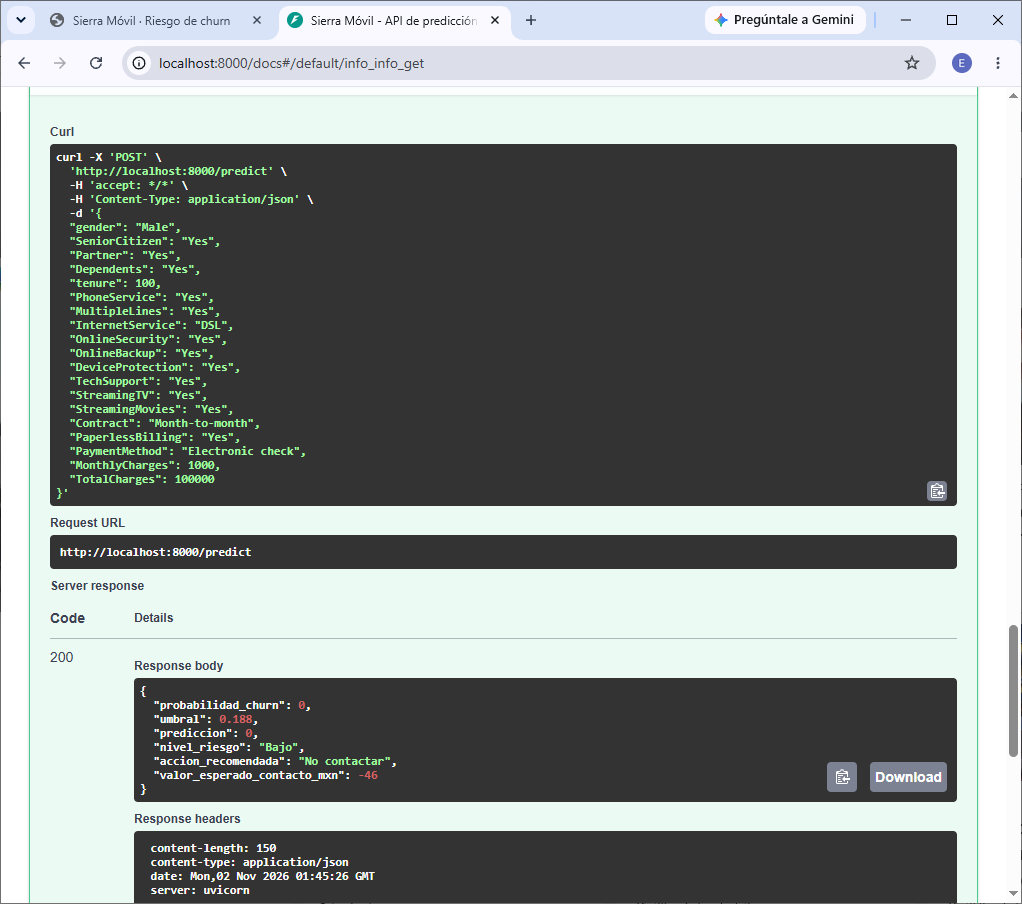 Sierra Móvil · Riesgo de churn
Sierra Móvil - API de predicción
Pregúntale a Gemini
localhost:8000/docs#/default/info_info_get
E
Curl
curl -X 'POST' \
  'http://localhost:8000/predict' \
  -H 'accept: */*' \
  -H 'Content-Type: application/json' \
  -d '{
  "gender": "Male",
  "SeniorCitizen": "Yes",
  "Partner": "Yes",
  "Dependents": "Yes",
  "tenure": 100,
  "PhoneService": "Yes",
  "MultipleLines": "Yes",
  "InternetService": "DSL",
  "OnlineSecurity": "Yes",
  "OnlineBackup": "Yes",
  "DeviceProtection": "Yes",
  "TechSupport": "Yes",
  "StreamingTV": "Yes",
  "StreamingMovies": "Yes",
  "Contract": "Month-to-month",
  "PaperlessBilling": "Yes",
  "PaymentMethod": "Electronic check",
  "MonthlyCharges": 1000,
  "TotalCharges": 100000
}'
Request URL
http://localhost:8000/predict
Server response
Code Details
200
Response body
{
  "probabilidad_churn": 0,
  "umbral": 0.188,
  "prediccion": 0,
  "nivel_riesgo": "Bajo",
  "accion_recomendada": "No contactar",
  "valor_esperado_contacto_mxn": -46
}
Download
Response headers
content-length: 150
content-type: application/json
date: Mon,02 Nov 2026 01:45:26 GMT
server: uvicorn